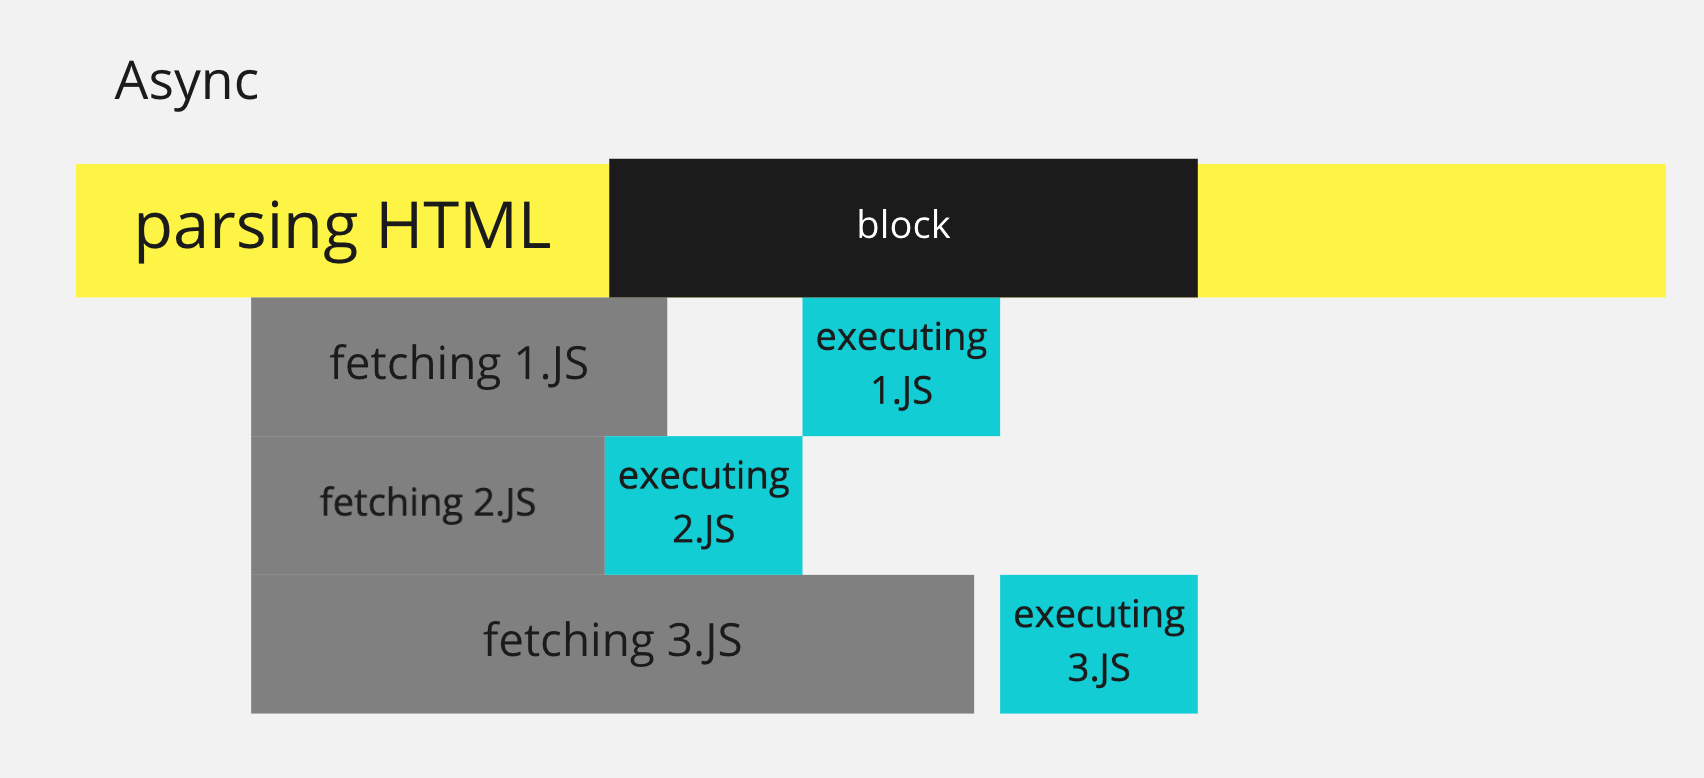 Async
parsing HTML
block
fetching 1.JS
executing
1.JS
fetching 2.JS
executing
2.JS
fetching 3.JS
executing
3.JS